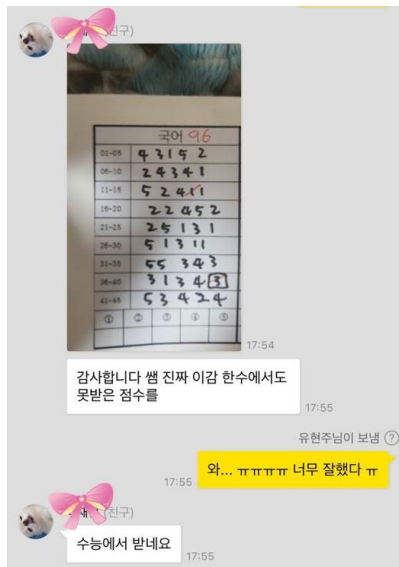 친구)
국어 96
01-05 4 3 1 5 2
06-10 2 4 3 4 1
11-15 5 2 4 1 1
16-20 2 2 4 5 2
21-25 2 5 1 3 1
26-30 5 1 3 1 1
31-35 5 5 3 4 3
36-40 3 1 3 4 3
41-45 5 3 4 2 4
① ② ③ ④ ⑤
17:54
감사합니다 쌤 진짜 이감 한수에서도
못받은 점수를
17:55
유현주님이 보냄 ?
와... ㅠㅠㅠㅠ 너무 잘했다 ㅠ
17:55
(친구)
수능에서 받네요
17:55